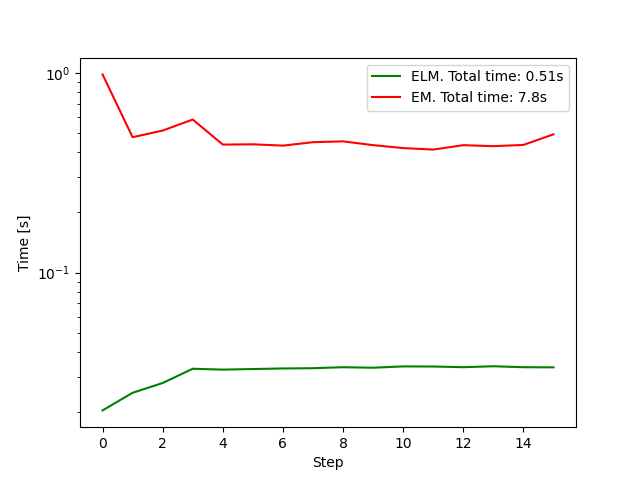 ELM. Total time: 0.51s
EM. Total time: 7.8s
10⁰
10⁻¹
Time [s]
0 2 4 6 8 10 12 14
Step